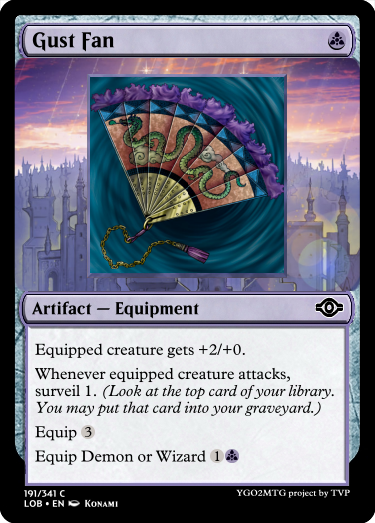 Gust Fan
Artifact — Equipment
Equipped creature gets +2/+0.
Whenever equipped creature attacks,
surveil 1. (Look at the top card of your library.
You may put that card into your graveyard.)
Equip 3
Equip Demon or Wizard 1
191/341 C
LOB • EN Konami
YGO2MTG project by TVP